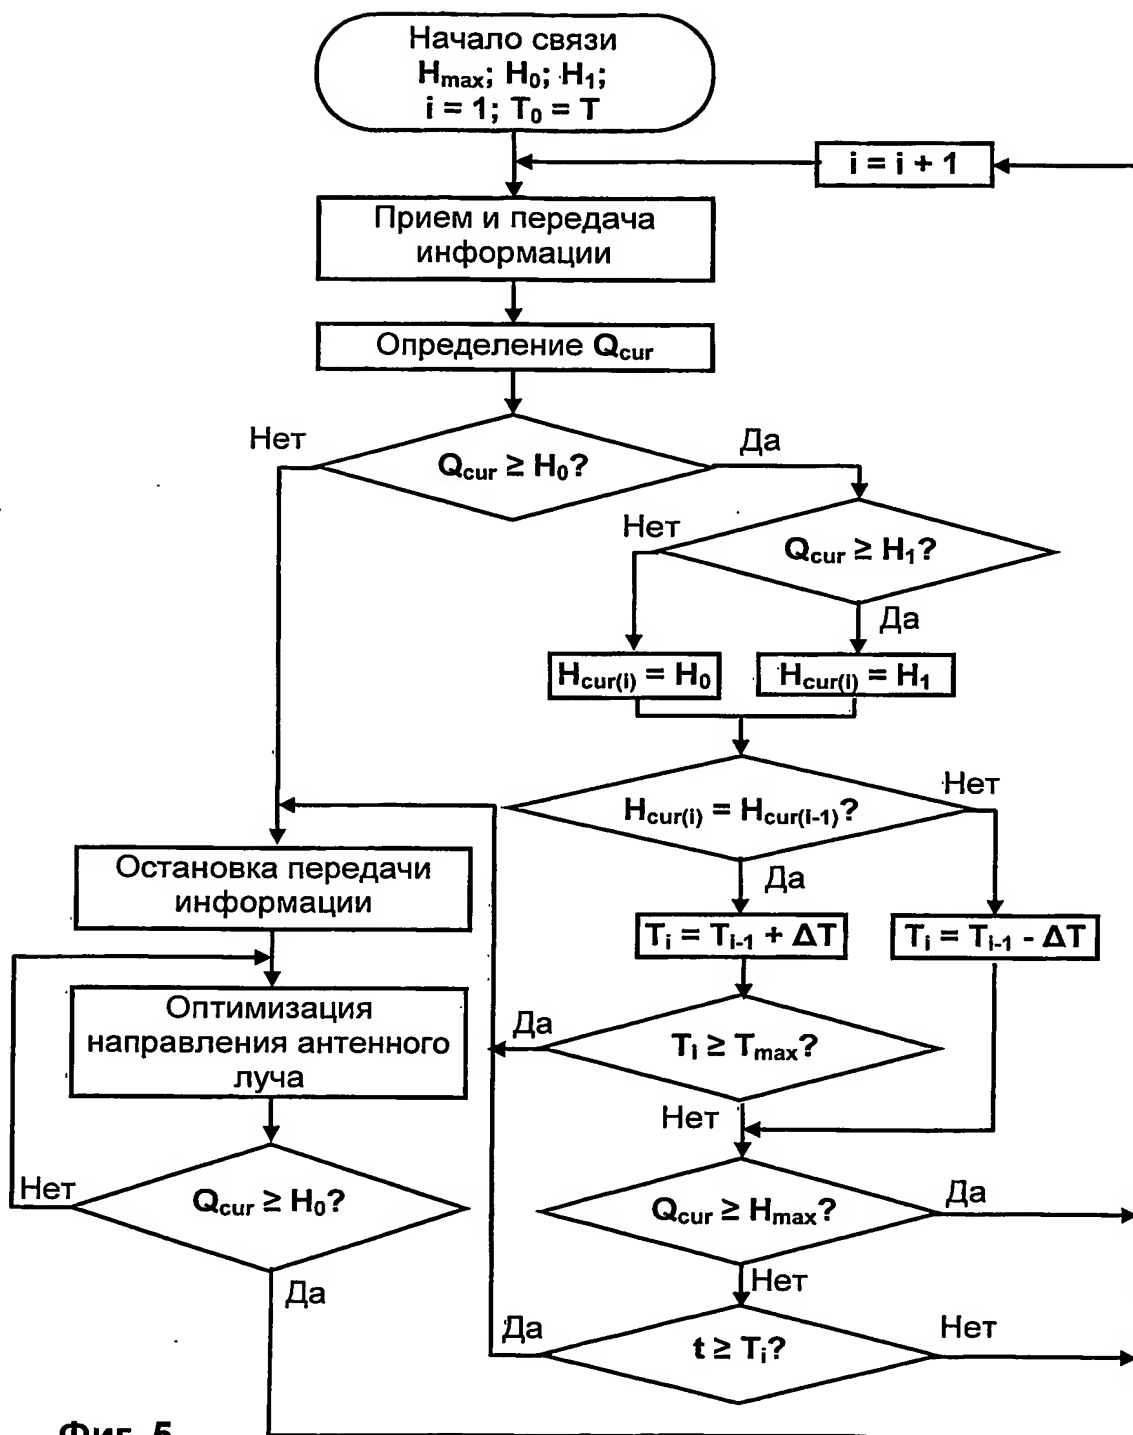 Начало связи
Hmax; H0; H1;
i = 1; T0 = T
i = i + 1
Прием и передача
информации
Определение Qcur
Нет
Qcur ≥ H0?
Да
Нет
Qcur ≥ H1?
Да
Hcur(i) = H0
Hcur(i) = H1
Hcur(i) = Hcur(i-1)?
Нет
Да
Остановка передачи
информации
Ti = Ti-1 + ΔT
Ti = Ti-1 - ΔT
Оптимизация
направления антенного
луча
Да
Ti ≥ Tmax?
Нет
Нет
Qcur ≥ H0?
Да
Qcur ≥ Hmax?
Да
Нет
Да
t ≥ Ti?
Нет
Фиг. 5